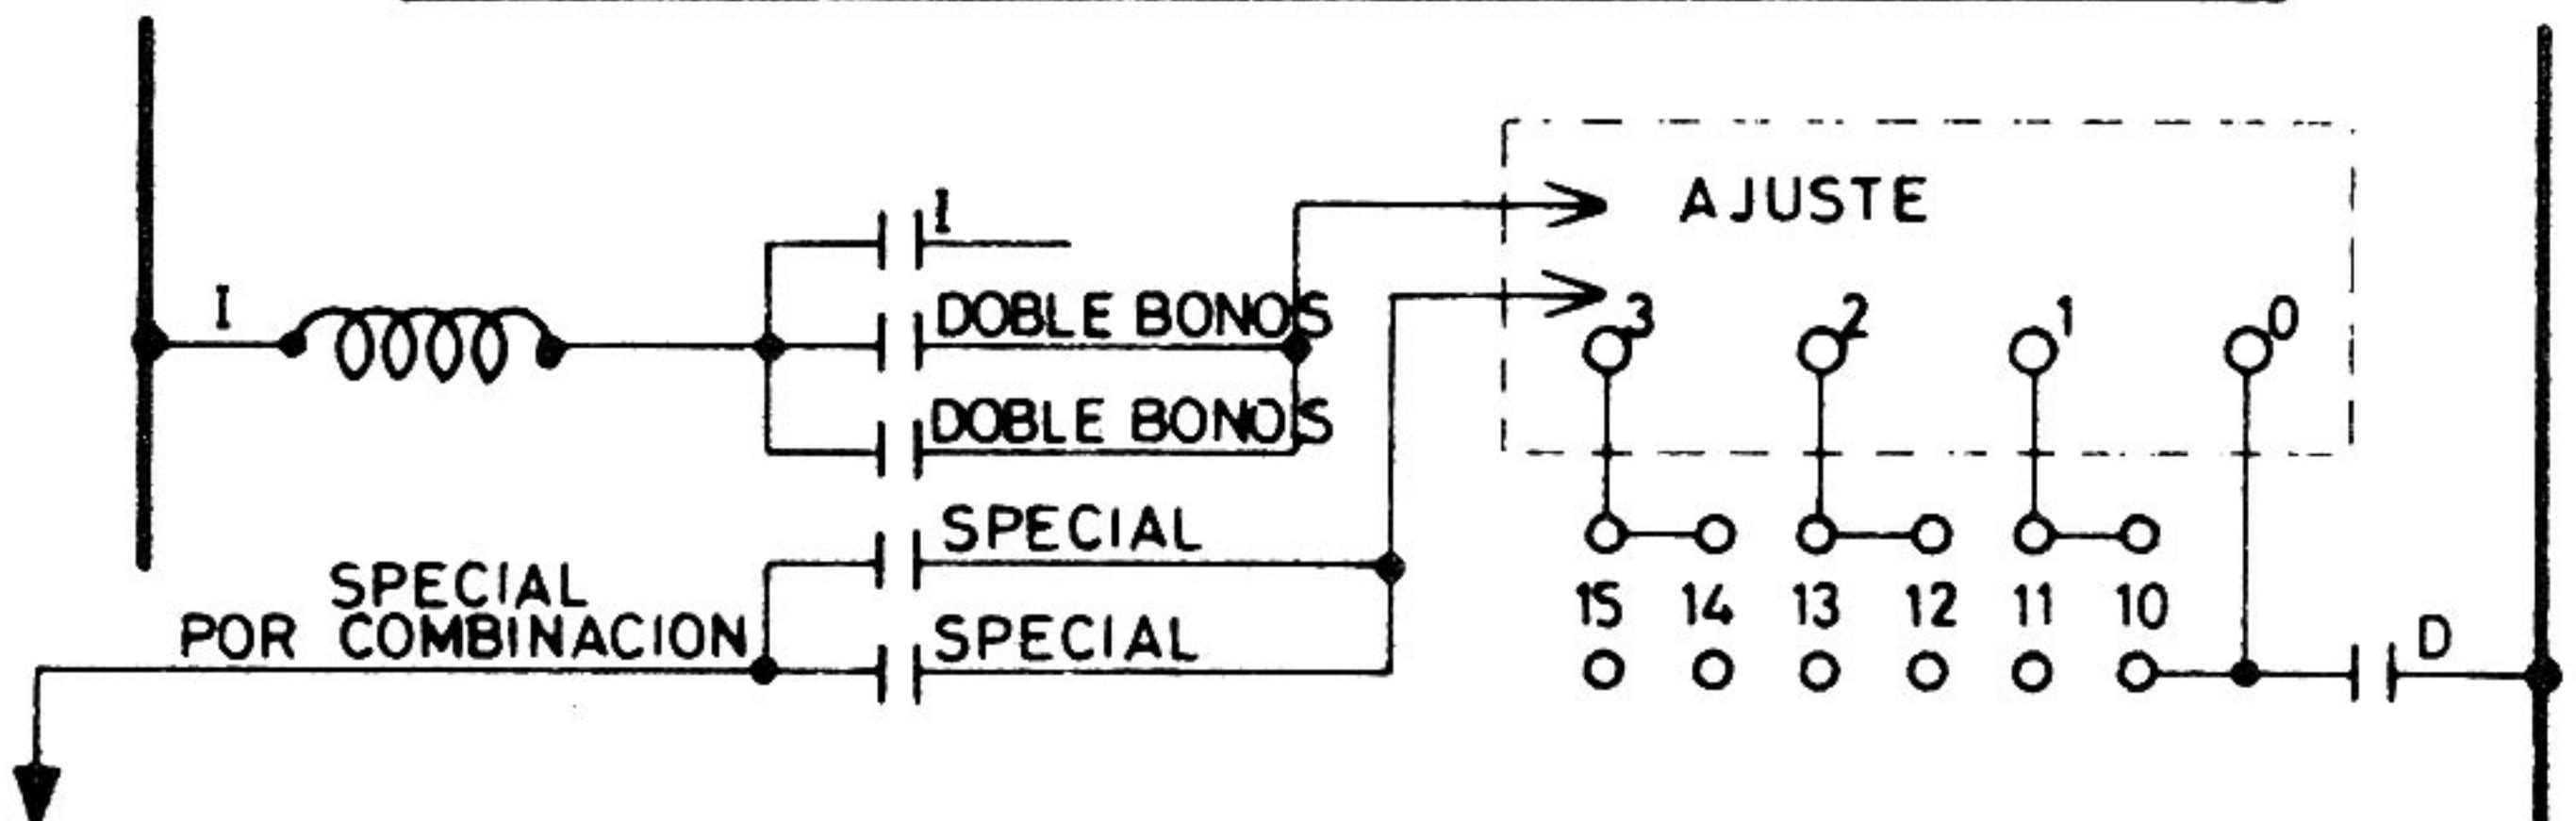 I
AJUSTE
I
DOBLE BONOS
3 2 1 0
DOBLE BONOS
SPECIAL
SPECIAL
POR COMBINACION
15 14 13 12 11 10
SPECIAL
D